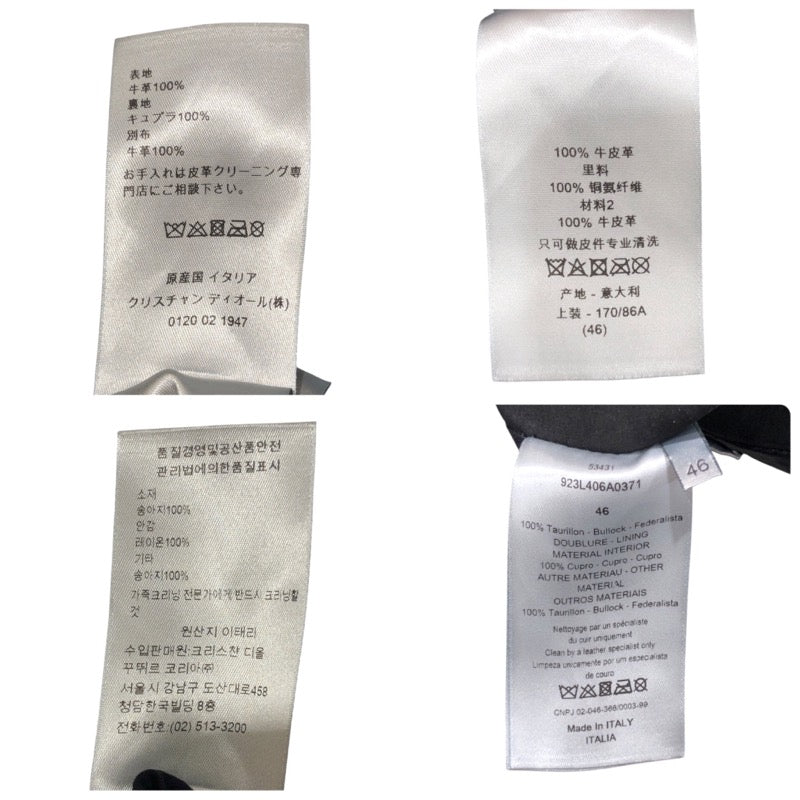 表地
牛革100%
裏地
キュプラ100%
別布
牛革100%
お手入れは皮革クリーニング専
門店にご相談下さい。
原産国 イタリア
クリスチャン ディオール(株)
0120 02 1947
100% 牛皮革
里料
100% 铜氨纤维
材料2
100% 牛皮革
只可做皮件专业清洗
产地 - 意大利
上装 - 170/86A
(46)
품질경영및공산품안전
관리법에의한품질표시
소재
송아지100%
안감
레이온100%
기타
송아지100%
가죽크리닝 전문가에게 반드시 크리닝할
것
원산지 이태리
수입판매원:크리스챤 디올
꾸뛰르 코리아㈜
서울시 강남구 도산대로458
청담한국빌딩 8층
전화번호:(02) 513-3200
53431
923L406A0371
46
46
100% Taurillon - Bullock - Federalista
DOUBLURE - LINING
MATERIAL INTERIOR
100% Cupro - Cupro - Cupro
AUTRE MATERIAU - OTHER
MATERIAL
OUTROS MATERIAIS
100% Taurillon - Bullock - Federalista
Nettoyage par un spécialiste
du cuir uniquement
Clean by a leather specialist only
Limpeza unicamente por um especialista
de couro
CNPJ 02-046-366/0003-99
Made in ITALY
ITALIA